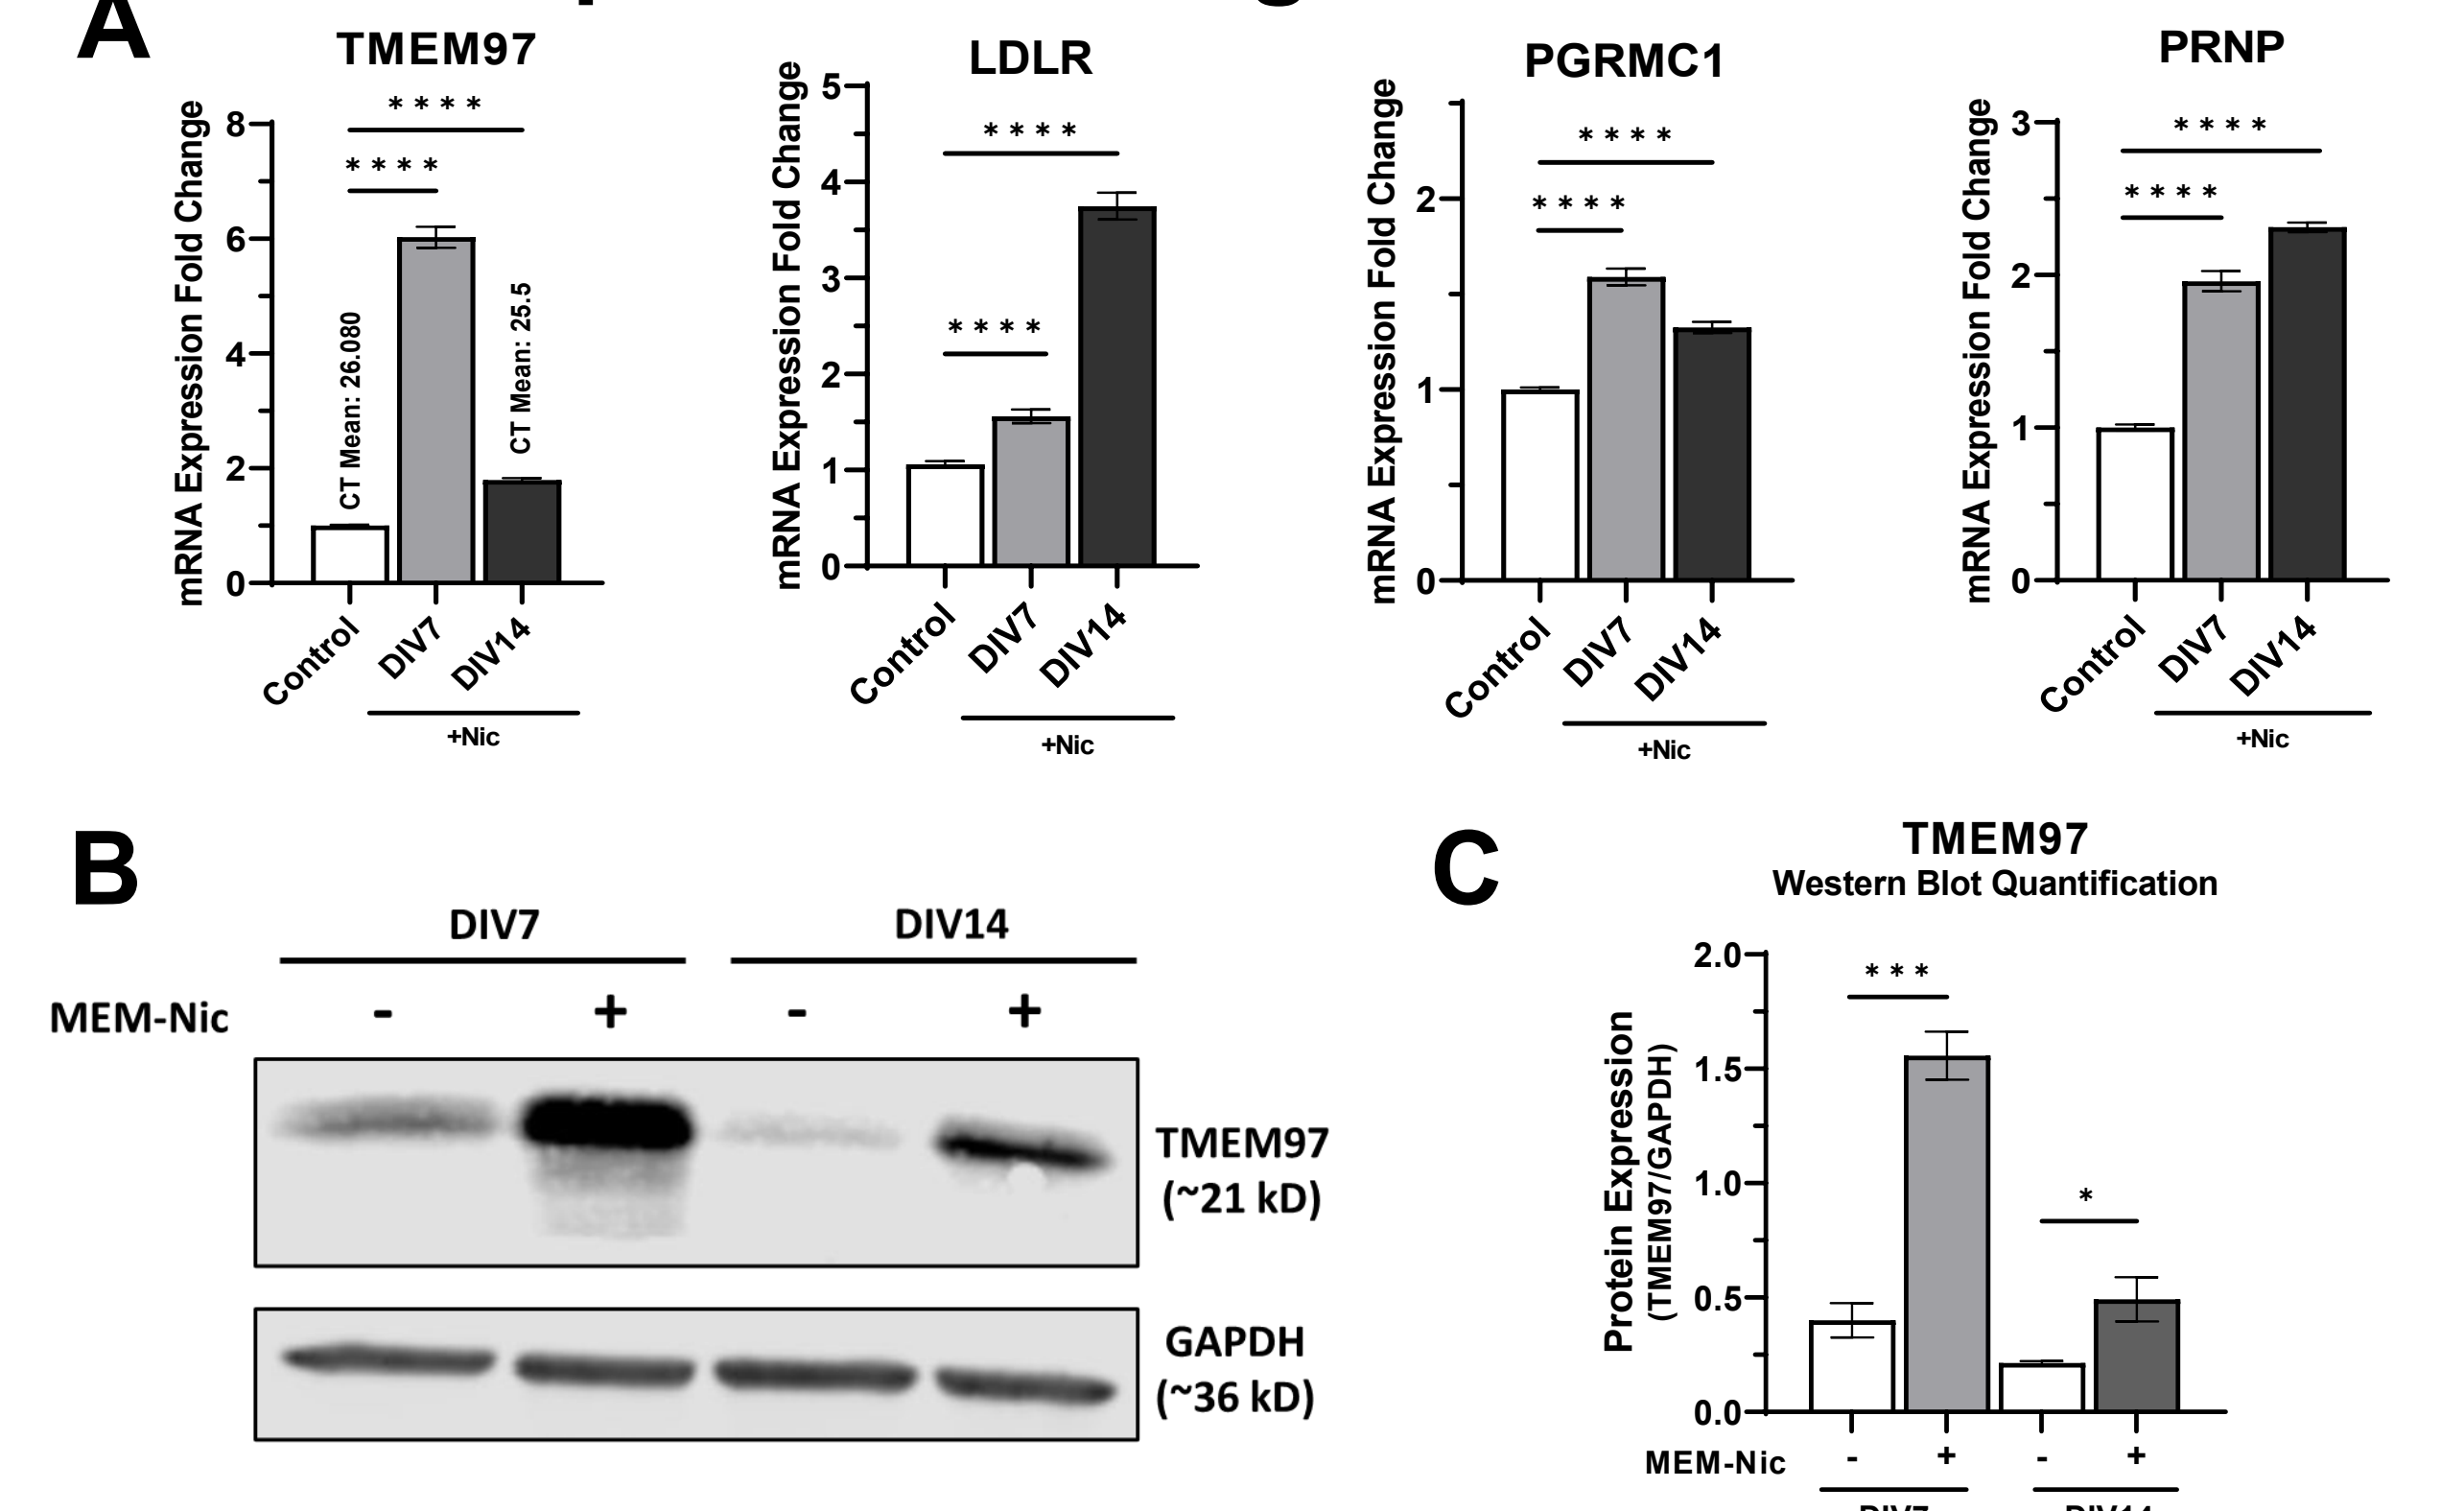 A
TMEM97
mRNA Expression Fold Change
8
6
4
2
0
* * * *
* * * *
CT Mean: 26.080
CT Mean: 25.5
Control
DIV7
DIV14
+Nic
LDLR
mRNA Expression Fold Change
5
4
3
2
1
0
* * * *
* * * *
Control
DIV7
DIV14
+Nic
PGRMC1
mRNA Expression Fold Change
2
1
0
* * * *
* * * *
Control
DIV7
DIV14
+Nic
PRNP
mRNA Expression Fold Change
3
2
1
0
* * * *
* * * *
Control
DIV7
DIV14
+Nic
B
DIV7
DIV14
MEM-Nic - + - +
TMEM97
(~21 kD)
GAPDH
(~36 kD)
C
TMEM97
Western Blot Quantification
Protein Expression
(TMEM97/GAPDH)
2.0
1.5
1.0
0.5
0.0
* * *
*
MEM-Nic - + - +
DIV7 DIV14